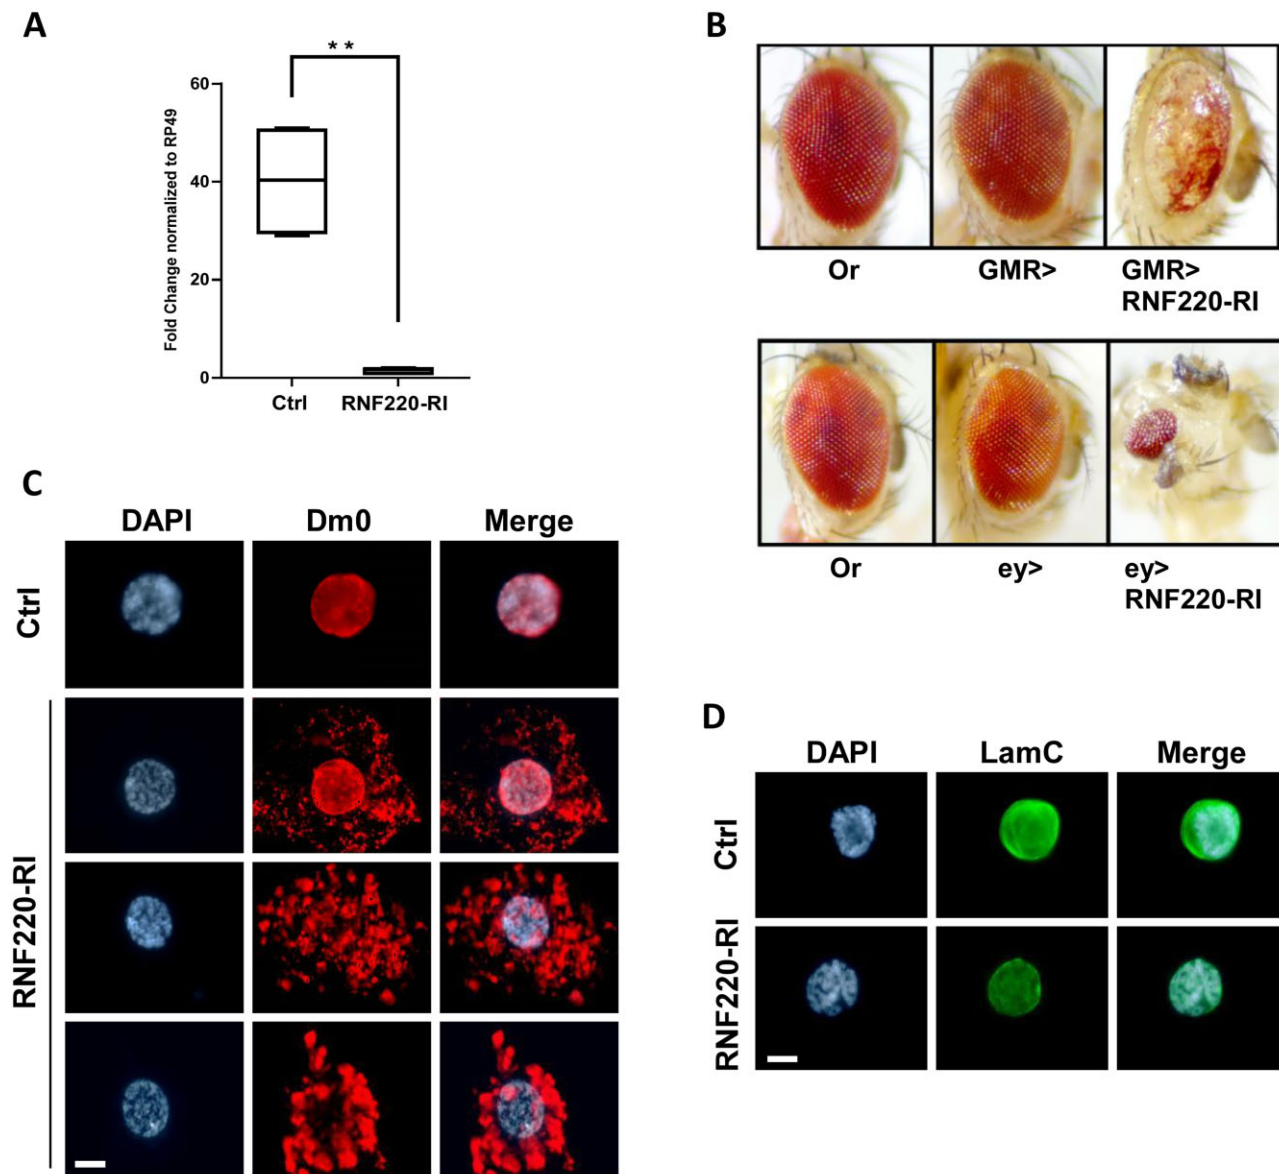 A
* *
60
40
20
0
Fold Change normalized to RP49
Ctrl
RNF220-RI
B
Or
GMR>
GMR>
RNF220-RI
Or
ey>
ey>
RNF220-RI
C
DAPI
Dm0
Merge
Ctrl
RNF220-RI
D
DAPI
LamC
Merge
Ctrl
RNF220-RI